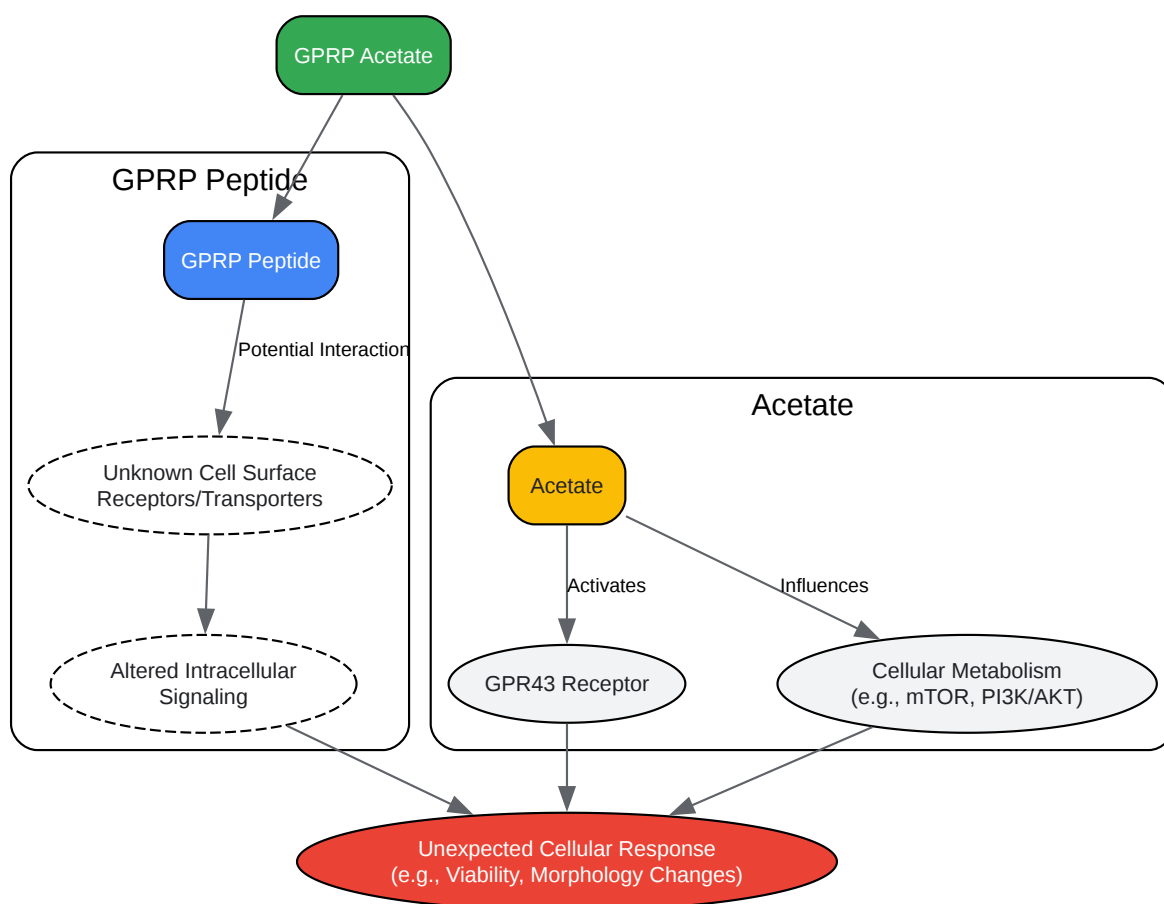 GPRP Acetate
GPRP Peptide
GPRP Peptide
Potential Interaction
Acetate
Unknown Cell Surface
Receptors/Transporters
Acetate
Activates
Influences
Altered Intracellular
Signaling
GPR43 Receptor
Cellular Metabolism
(e.g., mTOR, PI3K/AKT)
Unexpected Cellular Response
(e.g., Viability, Morphology Changes)